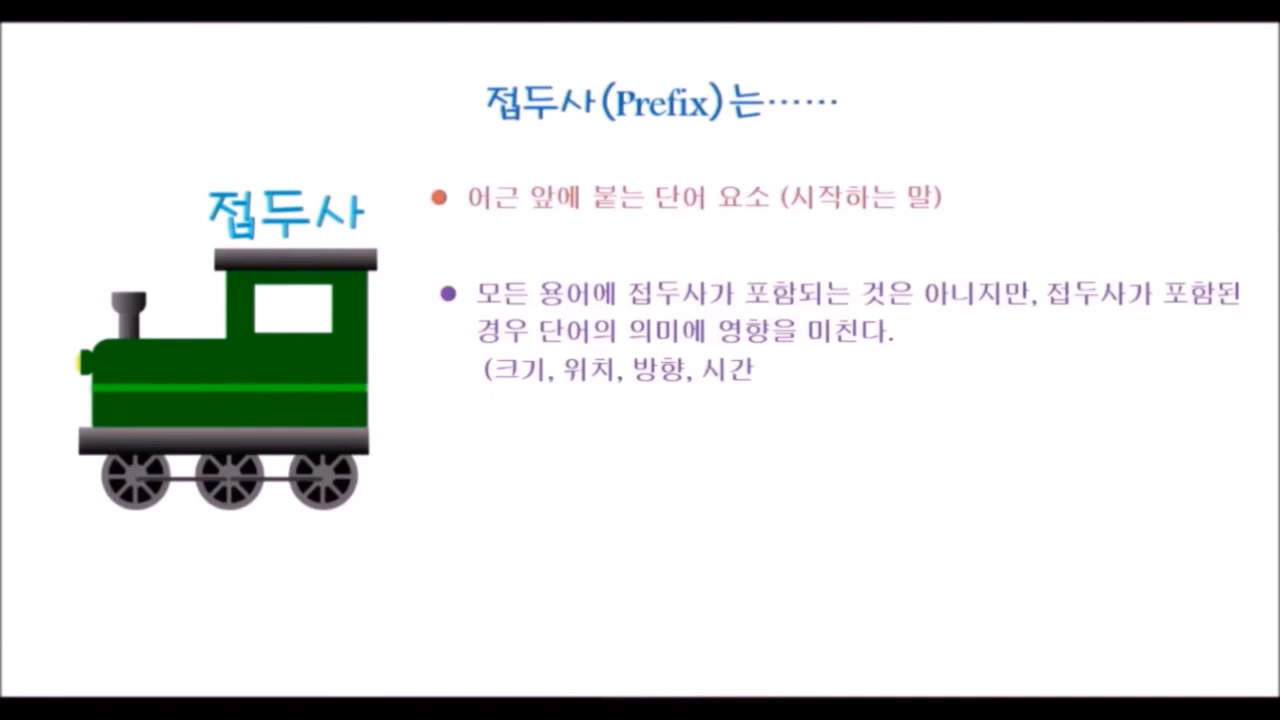 접두사(Prefix)는……
접두사
어근 앞에 붙는 단어 요소 (시작하는 말)
모든 용어에 접두사가 포함되는 것은 아니지만, 접두사가 포함된
경우 단어의 의미에 영향을 미친다.
(크기, 위치, 방향, 시간